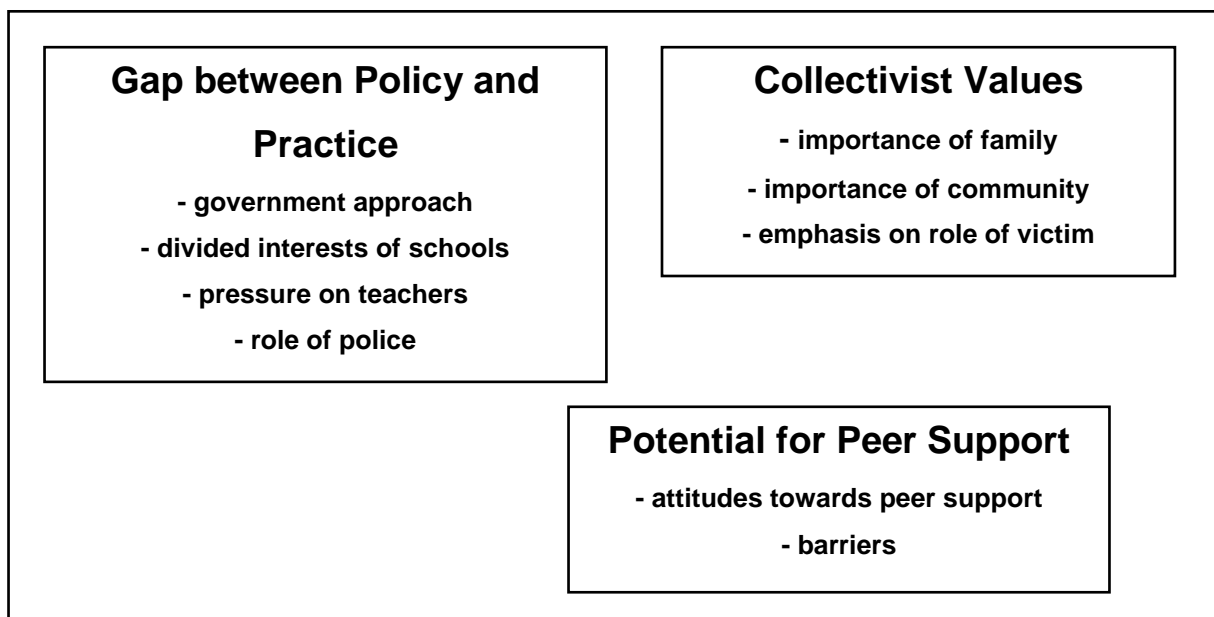 Gap between Policy and
Practice
- government approach
- divided interests of schools
- pressure on teachers
- role of police
Collectivist Values
- importance of family
- importance of community
- emphasis on role of victim
Potential for Peer Support
- attitudes towards peer support
- barriers